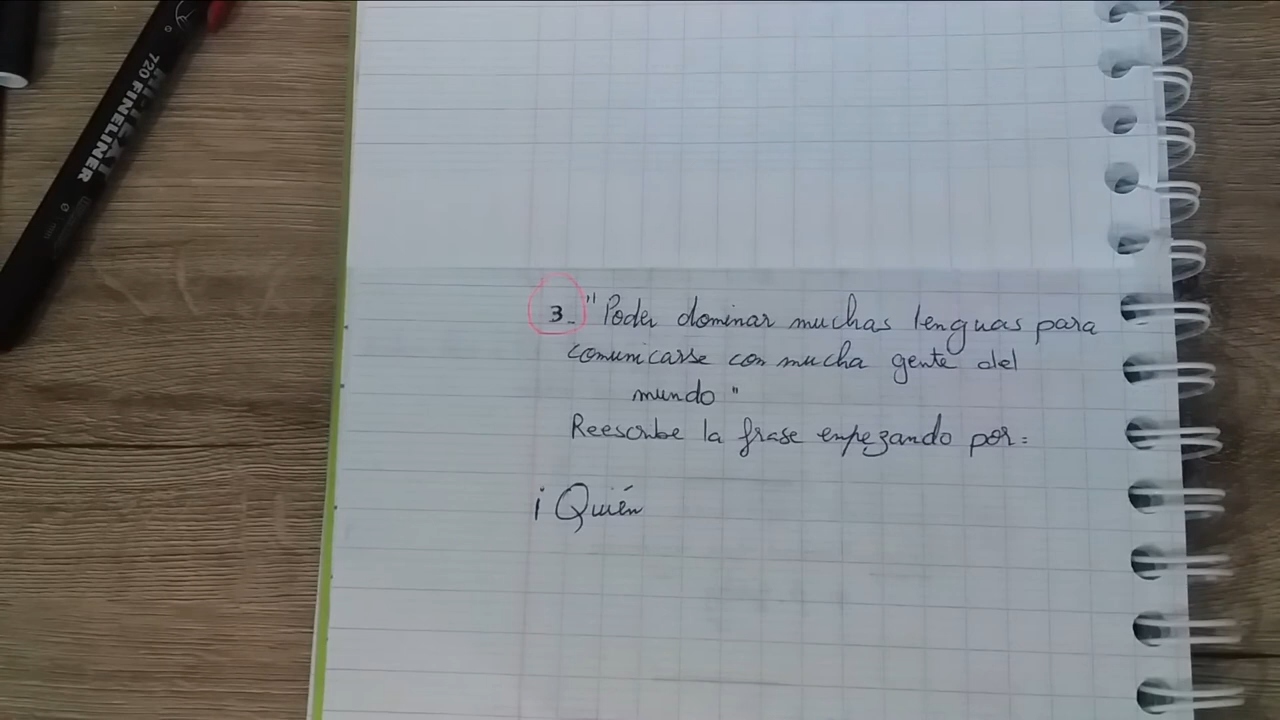 720 FINELINER
3_ "Poder dominar muchas lenguas para
comunicarse con mucha gente del
mundo"
Reescribe la frase empezando por:
¡Quién